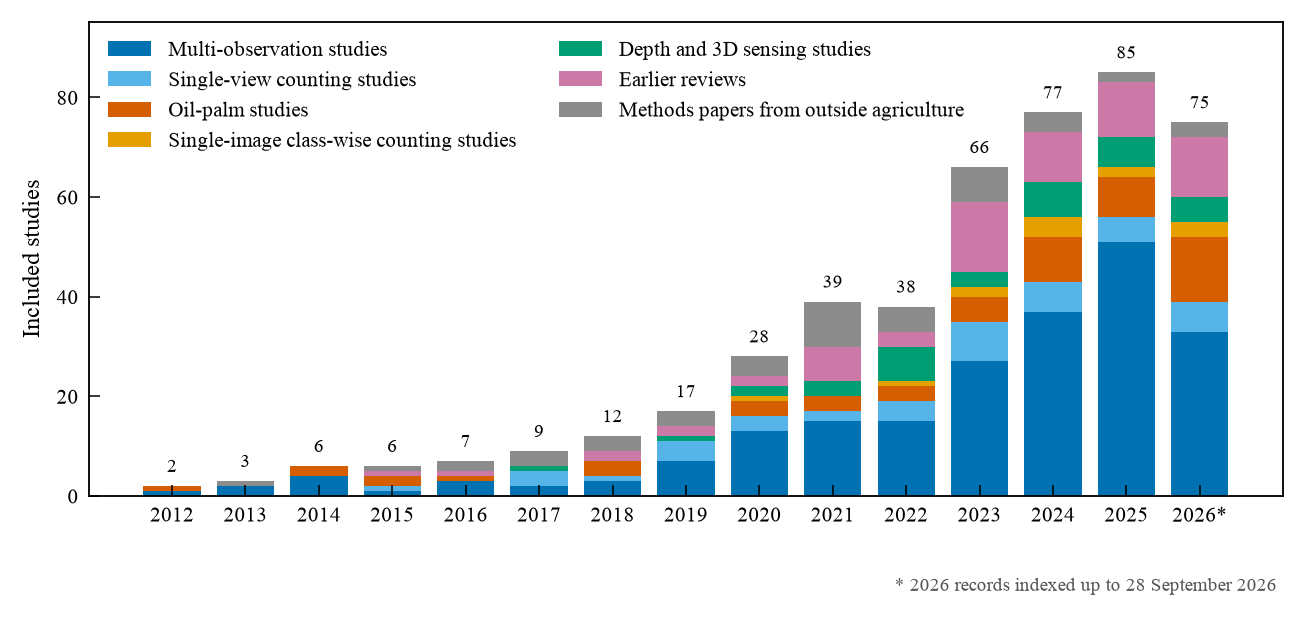 Multi-observation studies
Single-view counting studies
Oil-palm studies
Single-image class-wise counting studies
Depth and 3D sensing studies
Earlier reviews
Methods papers from outside agriculture
Included studies
80
60
40
20
0
2
3
6
6
7
9
12
17
28
39
38
66
77
85
75
2012 2013 2014 2015 2016 2017 2018 2019 2020 2021 2022 2023 2024 2025 2026*
* 2026 records indexed up to 28 September 2026